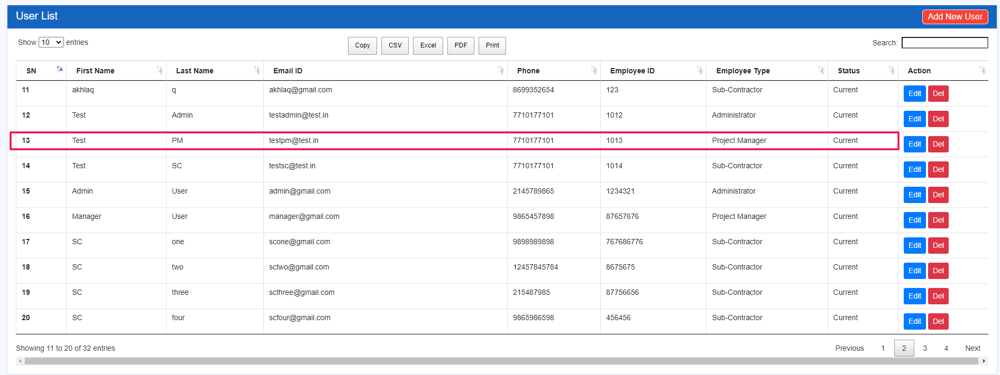 User List Add New User
Show 10 entries Copy CSV Excel PDF Print Search:
SN First Name Last Name Email ID Phone Employee ID Employee Type Status Action
11 akhlaq q akhlaq@gmail.com 8699352654 123 Sub-Contractor Current Edit Del
12 Test Admin testadmin@test.in 7710177101 1012 Administrator Current Edit Del
13 Test PM testpm@test.in 7710177101 1013 Project Manager Current Edit Del
14 Test SC testsc@test.in 7710177101 1014 Sub-Contractor Current Edit Del
15 Admin User admin@gmail.com 2145789865 1234321 Administrator Current Edit Del
16 Manager User manager@gmail.com 9865457898 87657676 Project Manager Current Edit Del
17 SC one scone@gmail.com 9898989898 767686776 Sub-Contractor Current Edit Del
18 SC two sctwo@gmail.com 12457845784 8675675 Sub-Contractor Current Edit Del
19 SC three scthree@gmail.com 215487985 87756656 Sub-Contractor Current Edit Del
20 SC four scfour@gmail.com 9865986598 456456 Sub-Contractor Current Edit Del
Showing 11 to 20 of 32 entries Previous 1 2 3 4 Next